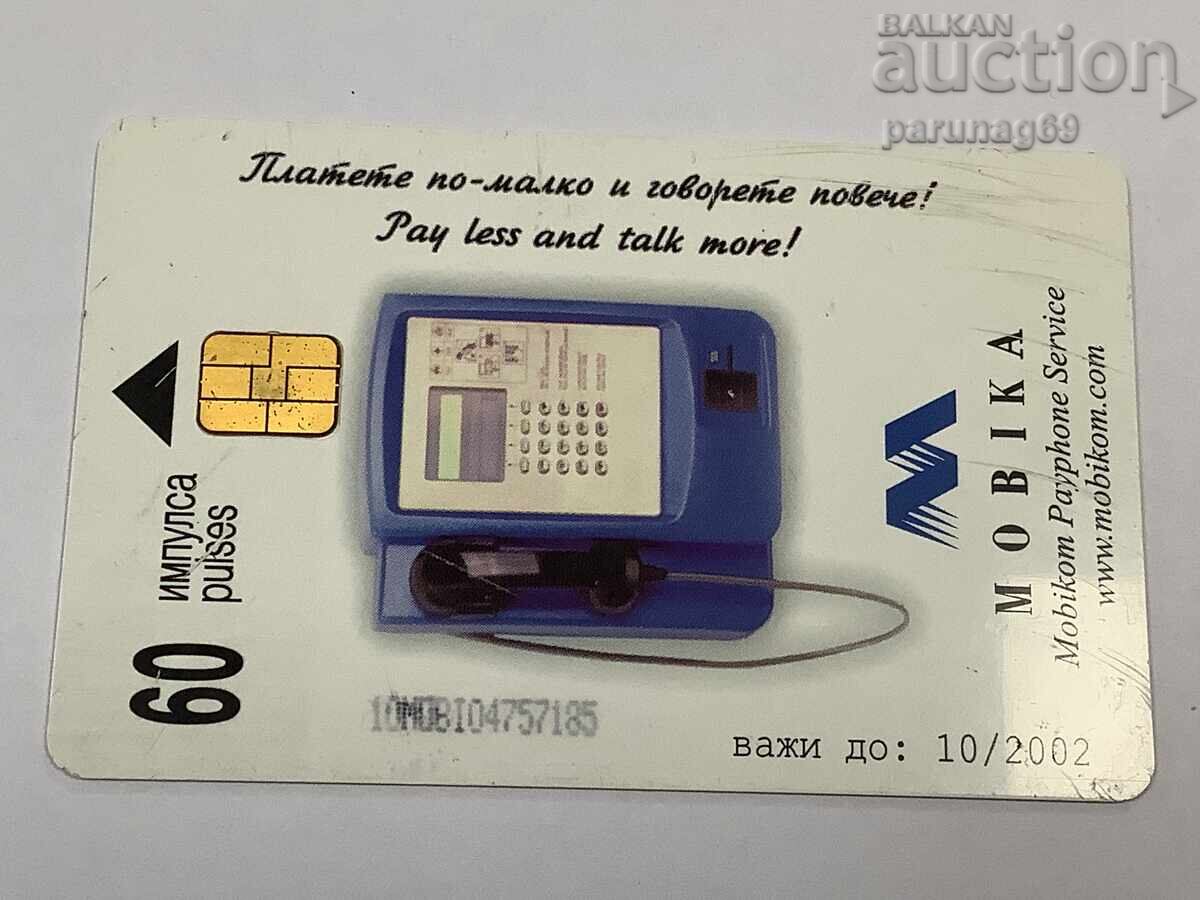 BALKAN
auction
parunag69
Платете по-малко и говорете повече!
Pay less and talk more!
60
импулса
pulses
MOBIKA
Mobikom Payphone Service
www.mobikom.com
10MOBI04757185
важи до: 10/2002